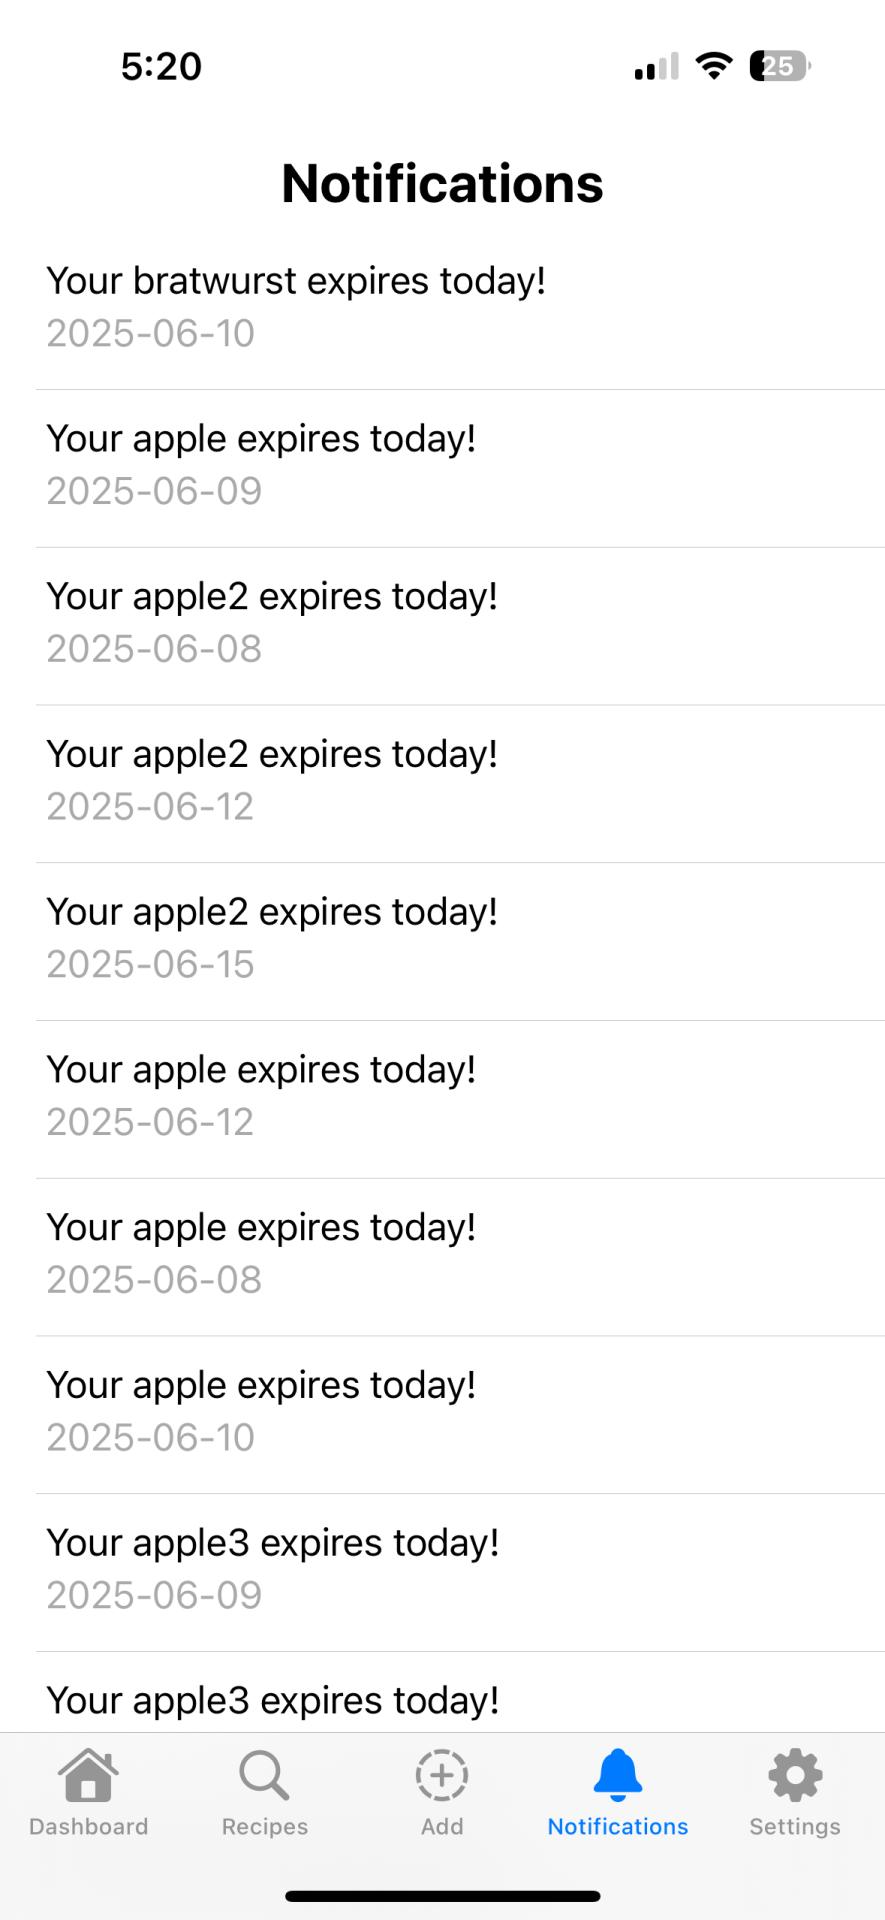 5:20
25
Notifications
Your bratwurst expires today!
2025-06-10
Your apple expires today!
2025-06-09
Your apple2 expires today!
2025-06-08
Your apple2 expires today!
2025-06-12
Your apple2 expires today!
2025-06-15
Your apple expires today!
2025-06-12
Your apple expires today!
2025-06-08
Your apple expires today!
2025-06-10
Your apple3 expires today!
2025-06-09
Your apple3 expires today!
Dashboard
Recipes
Add
Notifications
Settings